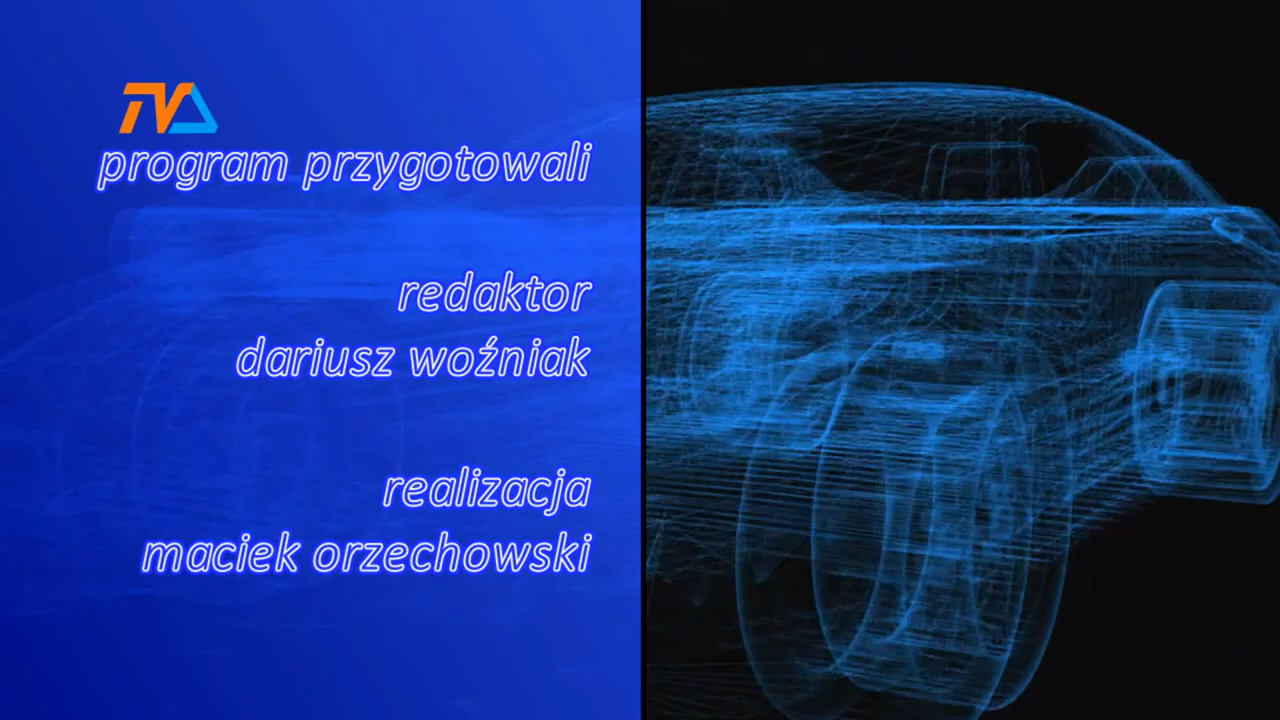 TVA
program przygotowali
redaktor
dariusz woźniak
realizacja
maciek orzechowski